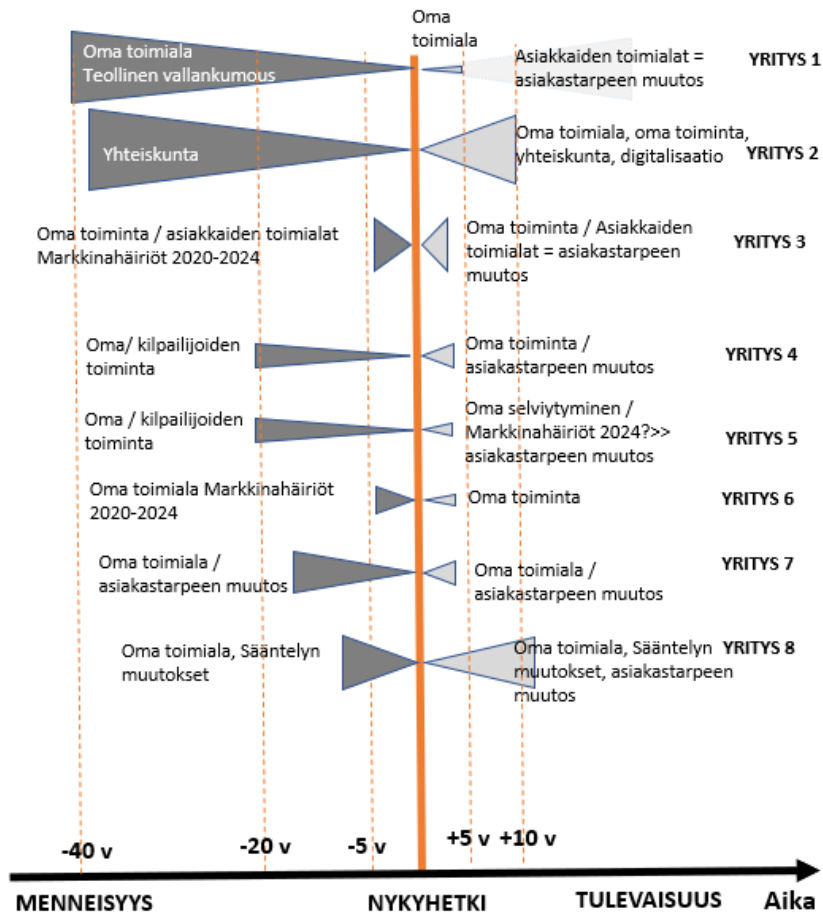 Oma
toimiala
Oma toimiala
Teollinen vallankumous
Asiakkaiden toimialat =
asiakastarpeen muutos
YRITYS 1
Yhteiskunta
Oma toimiala, oma toiminta,
yhteiskunta, digitalisaatio
YRITYS 2
Oma toiminta / asiakkaiden toimialat
Markkinahäiriöt 2020-2024
Oma toiminta / Asiakkaiden
toimialat = asiakastarpeen
muutos
YRITYS 3
Oma/ kilpailijoiden
toiminta
Oma toiminta /
asiakastarpeen muutos
YRITYS 4
Oma / kilpailijoiden
toiminta
Oma selviytyminen /
Markkinahäiriöt 2024?>>
asiakastarpeen muutos
YRITYS 5
Oma toimiala Markkinahäiriöt
2020-2024
Oma toiminta
YRITYS 6
Oma toimiala /
asiakastarpeen muutos
Oma toimiala /
asiakastarpeen muutos
YRITYS 7
Oma toimiala, Sääntelyn
muutokset
Oma toimiala, Sääntelyn
muutokset, asiakastarpeen
muutos
YRITYS 8
-40 v
-20 v
-5 v
+5 v
+10 v
MENNEISYYS
NYKYHETKI
TULEVAISUUS
Aika